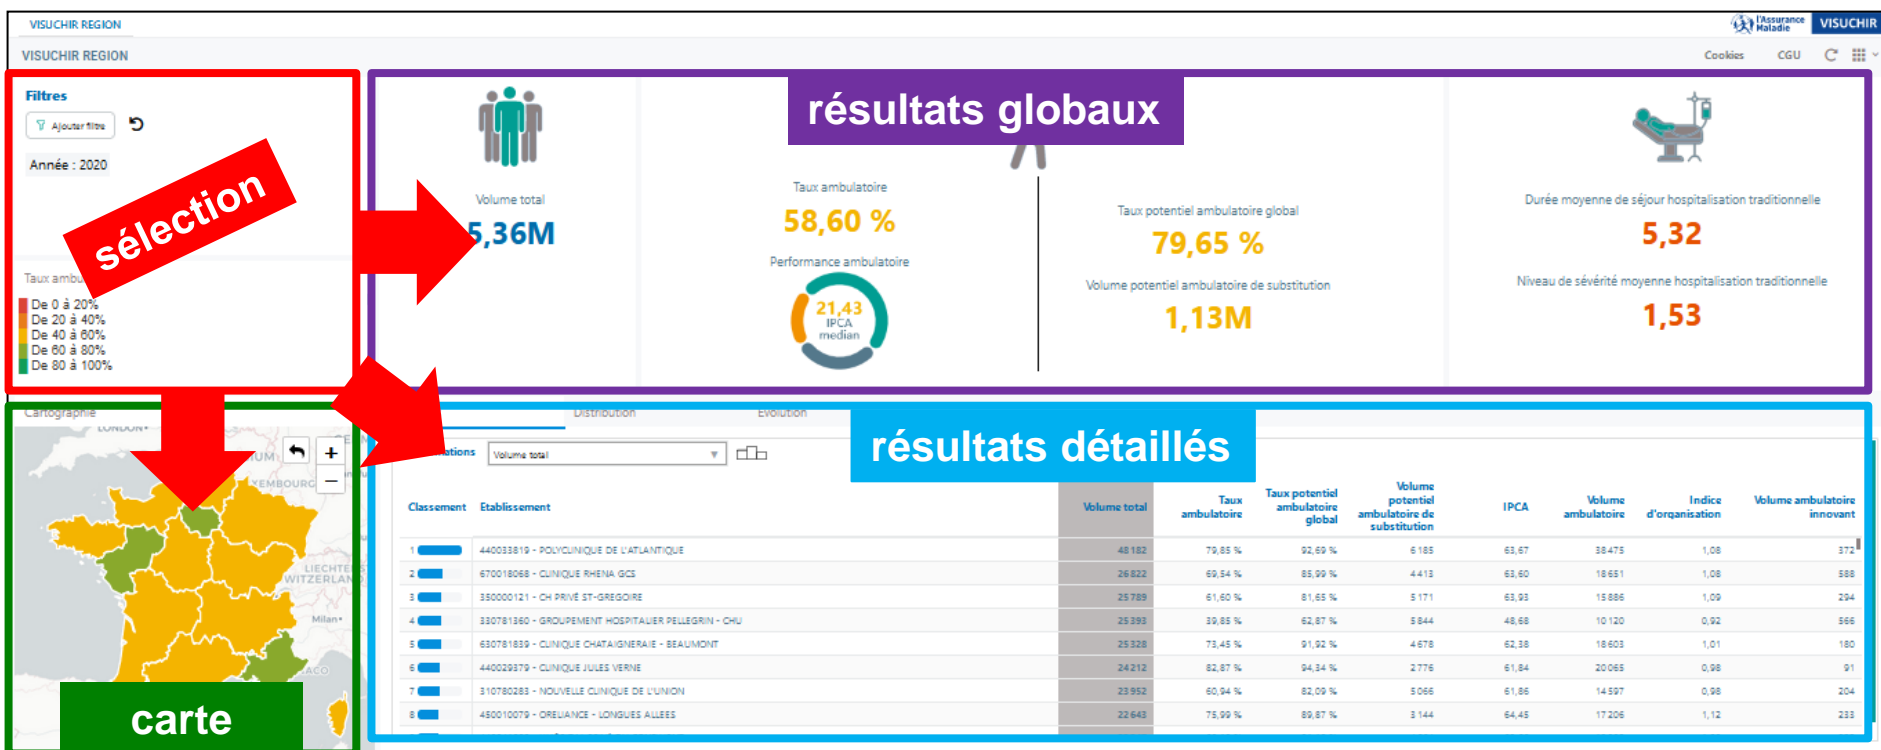 VISUCHIR REGION
l'Assurance
Maladie
VISUCHIR
VISUCHIR REGION
Cookies
CGU
Filtres
Ajouter filtre
Année : 2020
sélection
Taux ambu
De 0 à 20%
De 20 à 40%
De 40 à 60%
De 60 à 80%
De 80 à 100%
résultats globaux
Volume total
5,36M
Taux ambulatoire
58,60 %
Performance ambulatoire
21,43
IPCA
median
Taux potentiel ambulatoire global
79,65 %
Volume potentiel ambulatoire de substitution
1,13M
Durée moyenne de séjour hospitalisation traditionnelle
5,32
Niveau de sévérité moyenne hospitalisation traditionnelle
1,53
Cartographie
LONDON
XEMBOURG
LIECHTE
WITZERLAN
Milan
ACO
+
−
carte
Distribution
Evolution
résultats détaillés
Volume total
Classement Etablissement Volume total Taux ambulatoire Taux potentiel ambulatoire global Volume potentiel ambulatoire de substitution IPCA Volume ambulatoire Indice d'organisation Volume ambulatoire innovant
1 440033819 - POLYCLINIQUE DE L'ATLANTIQUE 48 182 79,85 % 92,69 % 6 185 63,67 38 475 1,08 372
2 670018068 - CLINIQUE RHENA GCS 26 822 69,54 % 85,99 % 4 413 63,60 18 651 1,08 588
3 350000121 - CH PRIVÉ ST-GREGOIRE 25 789 61,60 % 81,65 % 5 171 63,93 15 886 1,09 294
4 330781360 - GROUPEMENT HOSPITALIER PELLEGRIN - CHU 25 393 39,85 % 62,87 % 5 844 48,68 10 120 0,92 566
5 630781839 - CLINIQUE CHATAIGNERAIE - BEAUMONT 25 328 73,45 % 91,92 % 4 678 62,38 18 603 1,01 180
6 440029379 - CLINIQUE JULES VERNE 24 212 82,87 % 94,34 % 2 776 61,84 20 065 0,98 91
7 310780283 - NOUVELLE CLINIQUE DE L'UNION 23 952 60,94 % 82,09 % 5 066 61,86 14 597 0,98 204
8 450010079 - ORELIANCE - LONGUES ALLEES 22 643 75,99 % 89,87 % 3 144 64,45 17 206 1,12 233